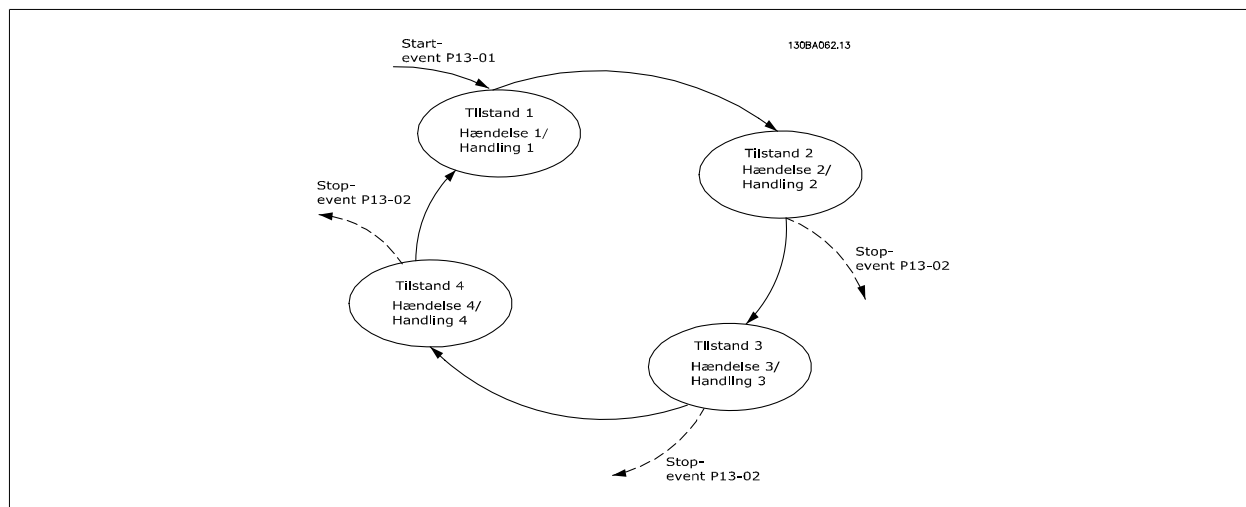 Start-
event P13-01
130BA062.13
Tilstand 1
Hændelse 1/
Handling 1
Tilstand 2
Hændelse 2/
Handling 2
Stop-
event P13-02
Stop-
event P13-02
Tilstand 4
Hændelse 4/
Handling 4
Tilstand 3
Hændelse 3/
Handling 3
Stop-
event P13-02